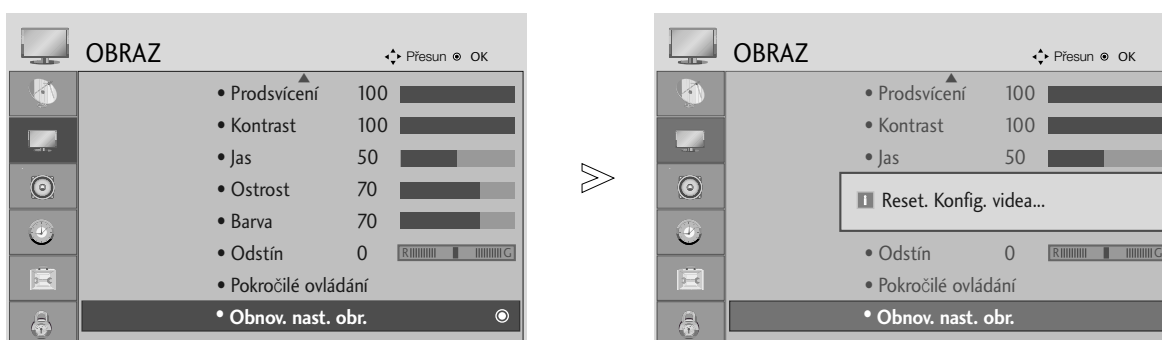 OBRAZ
Přesun OK
• Prodsvícení 100
• Kontrast 100
• Jas 50
• Ostrost 70
• Barva 70
• Odstín 0 R G
• Pokročilé ovládání
• Obnov. nast. obr.
OBRAZ
Přesun OK
• Prodsvícení 100
• Kontrast 100
• Jas 50
Reset. Konfig. videa...
• Odstín 0 R G
• Pokročilé ovládání
• Obnov. nast. obr.